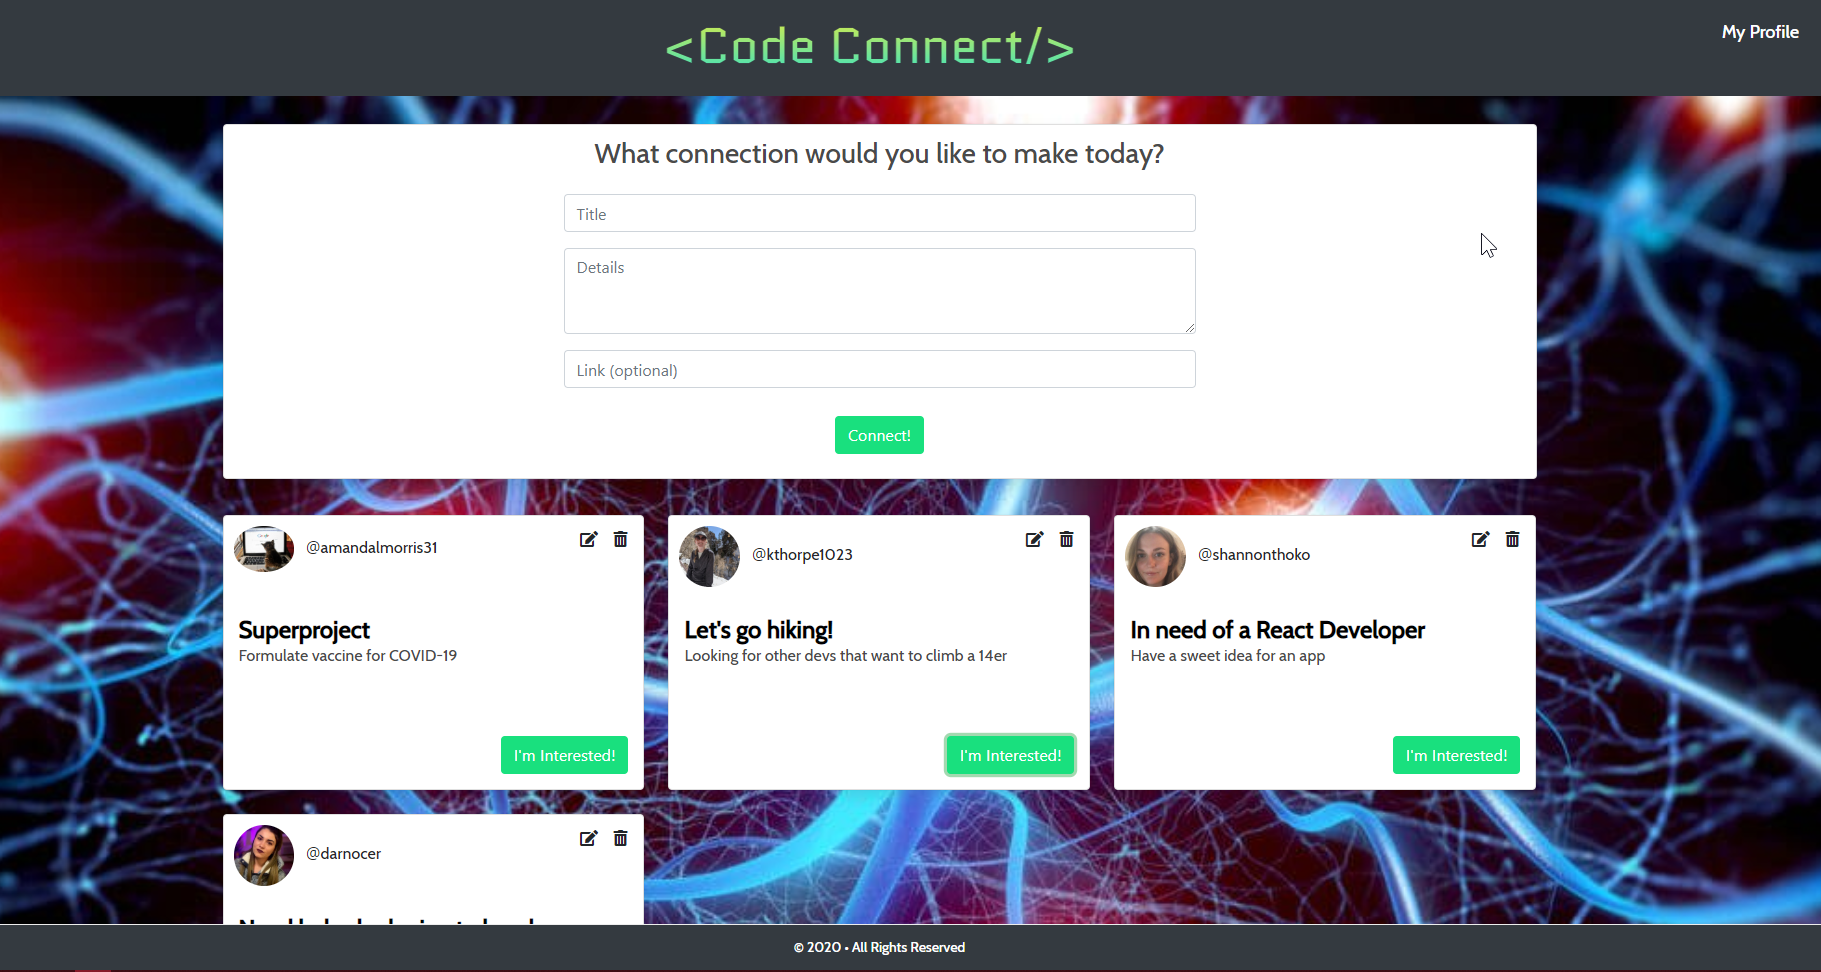 <Code Connect/>
My Profile
What connection would you like to make today?
Title
Details
Link (optional)
Connect!
@amandalmorris31
Superproject
Formulate vaccine for COVID-19
I'm Interested!
@kthorpe1023
Let's go hiking!
Looking for other devs that want to climb a 14er
I'm Interested!
@shannonthoko
In need of a React Developer
Have a sweet idea for an app
I'm Interested!
@darnocer
© 2020 • All Rights Reserved